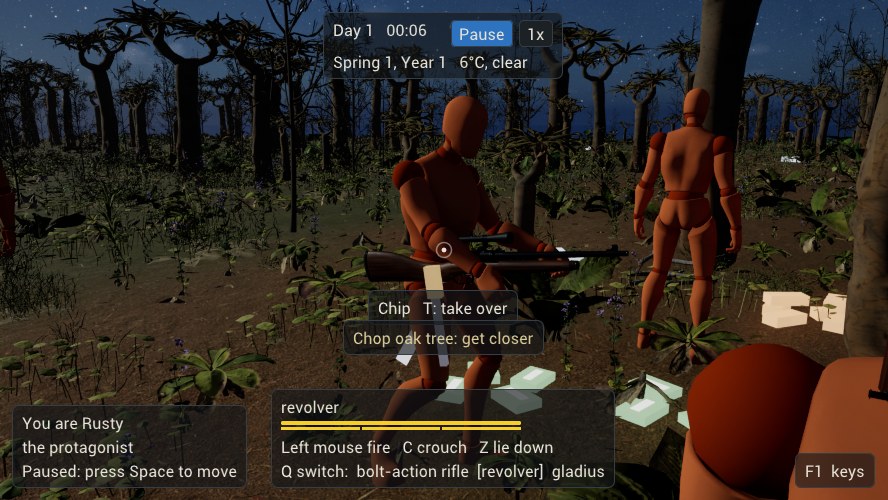 Day 1 00:06 Pause 1x
Spring 1, Year 1 6°C, clear
Chip T: take over
Chop oak tree: get closer
You are Rusty
the protagonist
Paused: press Space to move
revolver
Left mouse fire C crouch Z lie down
Q switch: bolt-action rifle [revolver] gladius
F1 keys